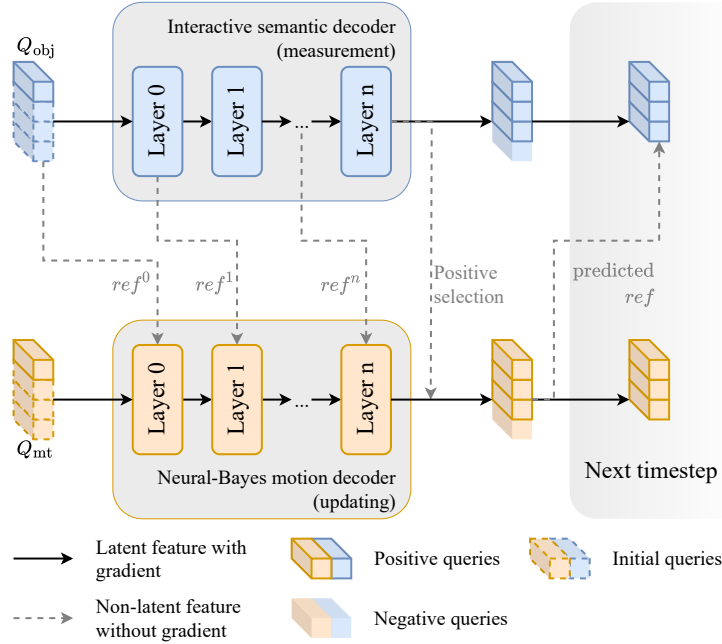 Interactive semantic decoder
(measurement)
Q_obj
Layer 0
Layer 1
...
Layer n
ref^0
ref^1
ref^n
Positive
selection
predicted
ref
Layer 0
Layer 1
...
Layer n
Q_mt
Neural-Bayes motion decoder
(updating)
Next timestep
Latent feature with
gradient
Positive queries
Initial queries
Non-latent feature
without gradient
Negative queries